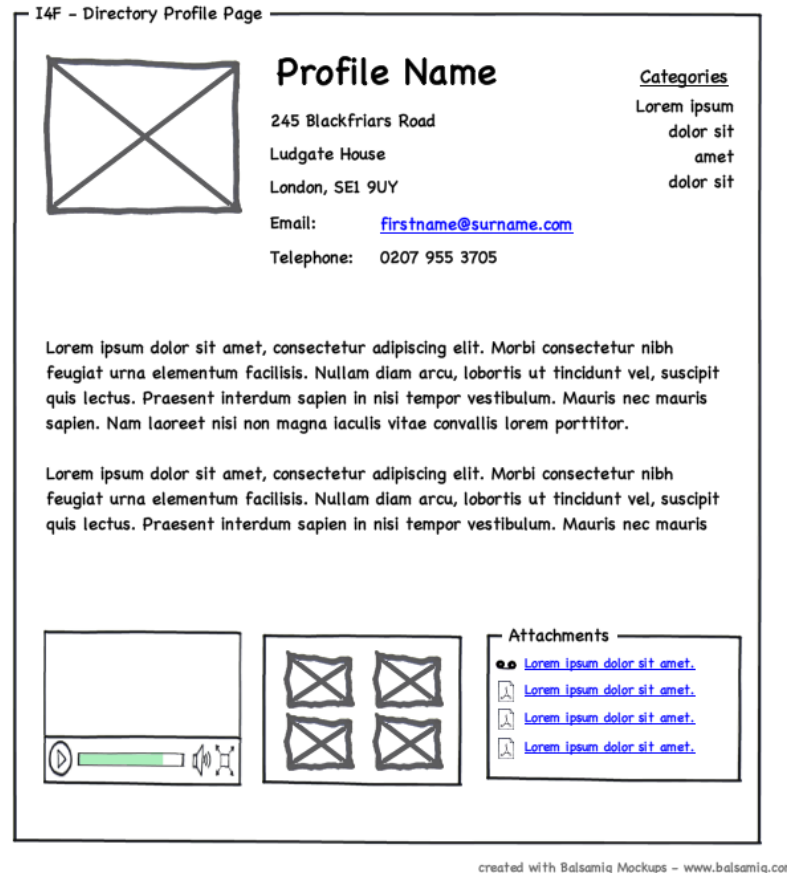 I4F - Directory Profile Page
Profile Name
245 Blackfriars Road
Ludgate House
London, SE1 9UY
Email: firstname@surname.com
Telephone: 0207 955 3705
Categories
Lorem ipsum
dolor sit
amet
dolor sit
Lorem ipsum dolor sit amet, consectetur adipiscing elit. Morbi consectetur nibh
feugiat urna elementum facilisis. Nullam diam arcu, lobortis ut tincidunt vel, suscipit
quis lectus. Praesent interdum sapien in nisi tempor vestibulum. Mauris nec mauris
sapien. Nam laoreet nisi non magna iaculis vitae convallis lorem porttitor.
Lorem ipsum dolor sit amet, consectetur adipiscing elit. Morbi consectetur nibh
feugiat urna elementum facilisis. Nullam diam arcu, lobortis ut tincidunt vel, suscipit
quis lectus. Praesent interdum sapien in nisi tempor vestibulum. Mauris nec mauris
Attachments
Lorem ipsum dolor sit amet.
Lorem ipsum dolor sit amet.
Lorem ipsum dolor sit amet.
Lorem ipsum dolor sit amet.
created with Balsamiq Mockups - www.balsamiq.com